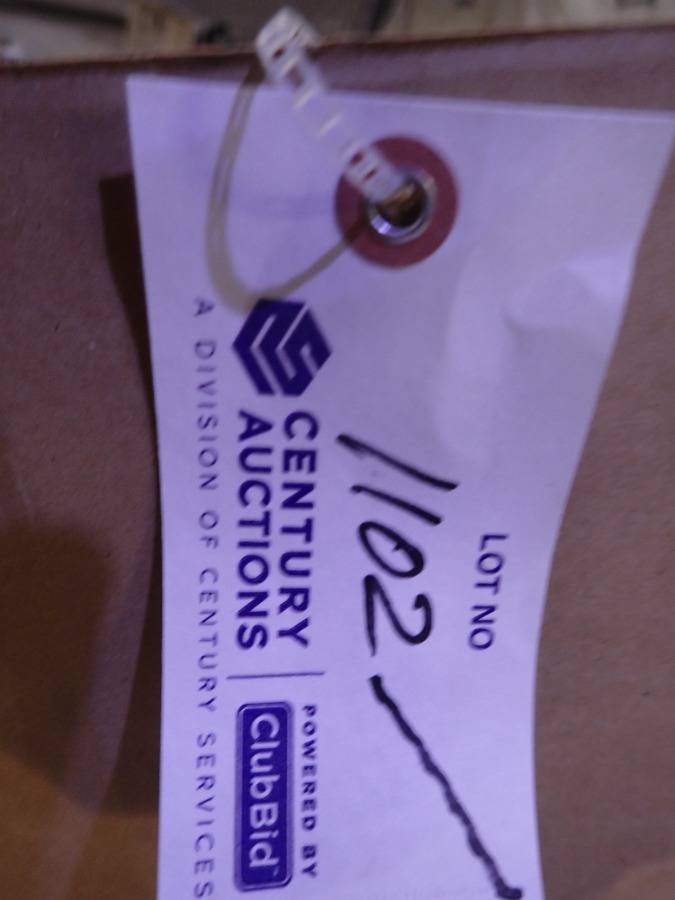 LOT NO
1102
CENTURY
AUCTIONS
POWERED BY
ClubBid
A DIVISION OF CENTURY SERVICES